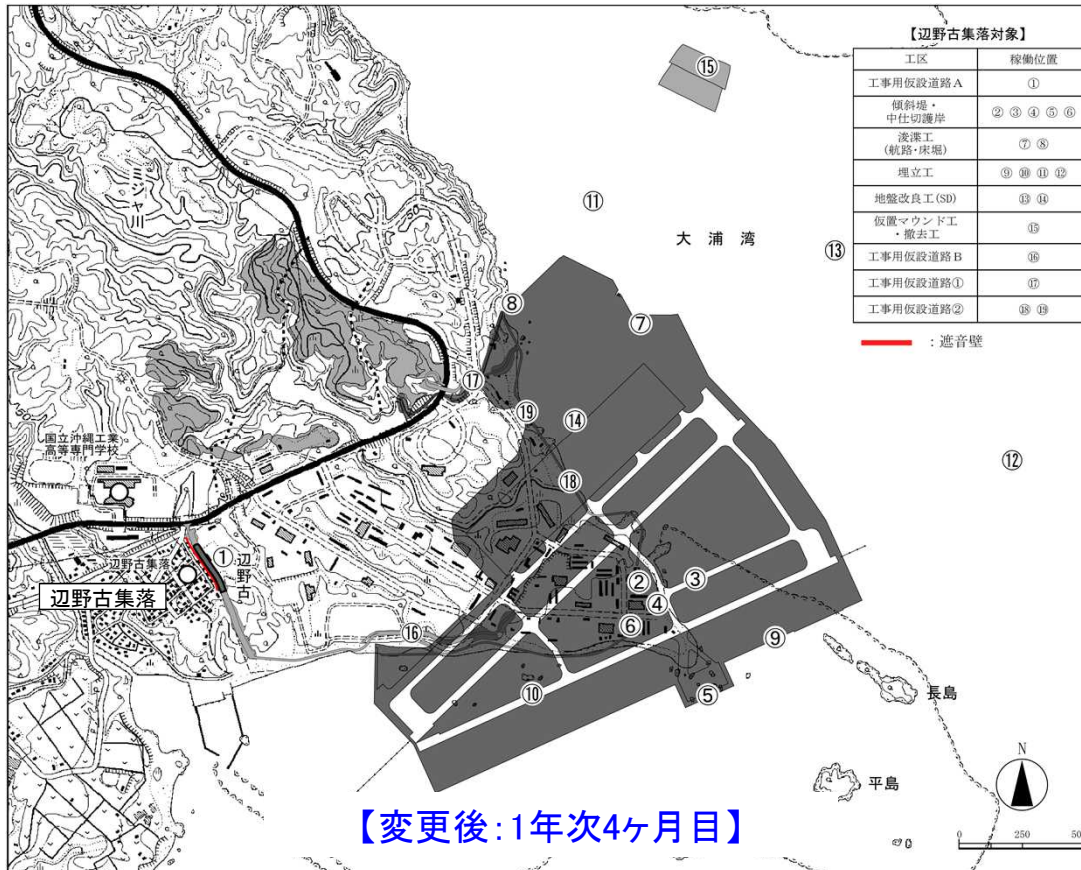 【辺野古集落対象】
工区 稼働位置
工事用仮設道路A ①
傾斜堤・
中仕切護岸 ② ③ ④ ⑤ ⑥
浚渫工
(航路・床堀) ⑦ ⑧
埋立工 ⑨ ⑩ ⑪ ⑫
地盤改良工(SD) ⑬ ⑭
仮置マウンド工
・撤去工 ⑮
工事用仮設道路B ⑯
工事用仮設道路① ⑰
工事用仮設道路② ⑱ ⑲
:遮音壁
⑮
ミジヤ川
50
⑪
大浦湾
⑬
⑧
⑦
⑰
⑲
⑭
50
国立沖縄工業
高等専門学校
⑱
⑫
①
辺野古
辺野古集落
辺野古集落
②
③
④
⑥
⑯
⑨
⑩
⑤
長島
平島
N
【変更後:1年次4ヶ月目】
0 250